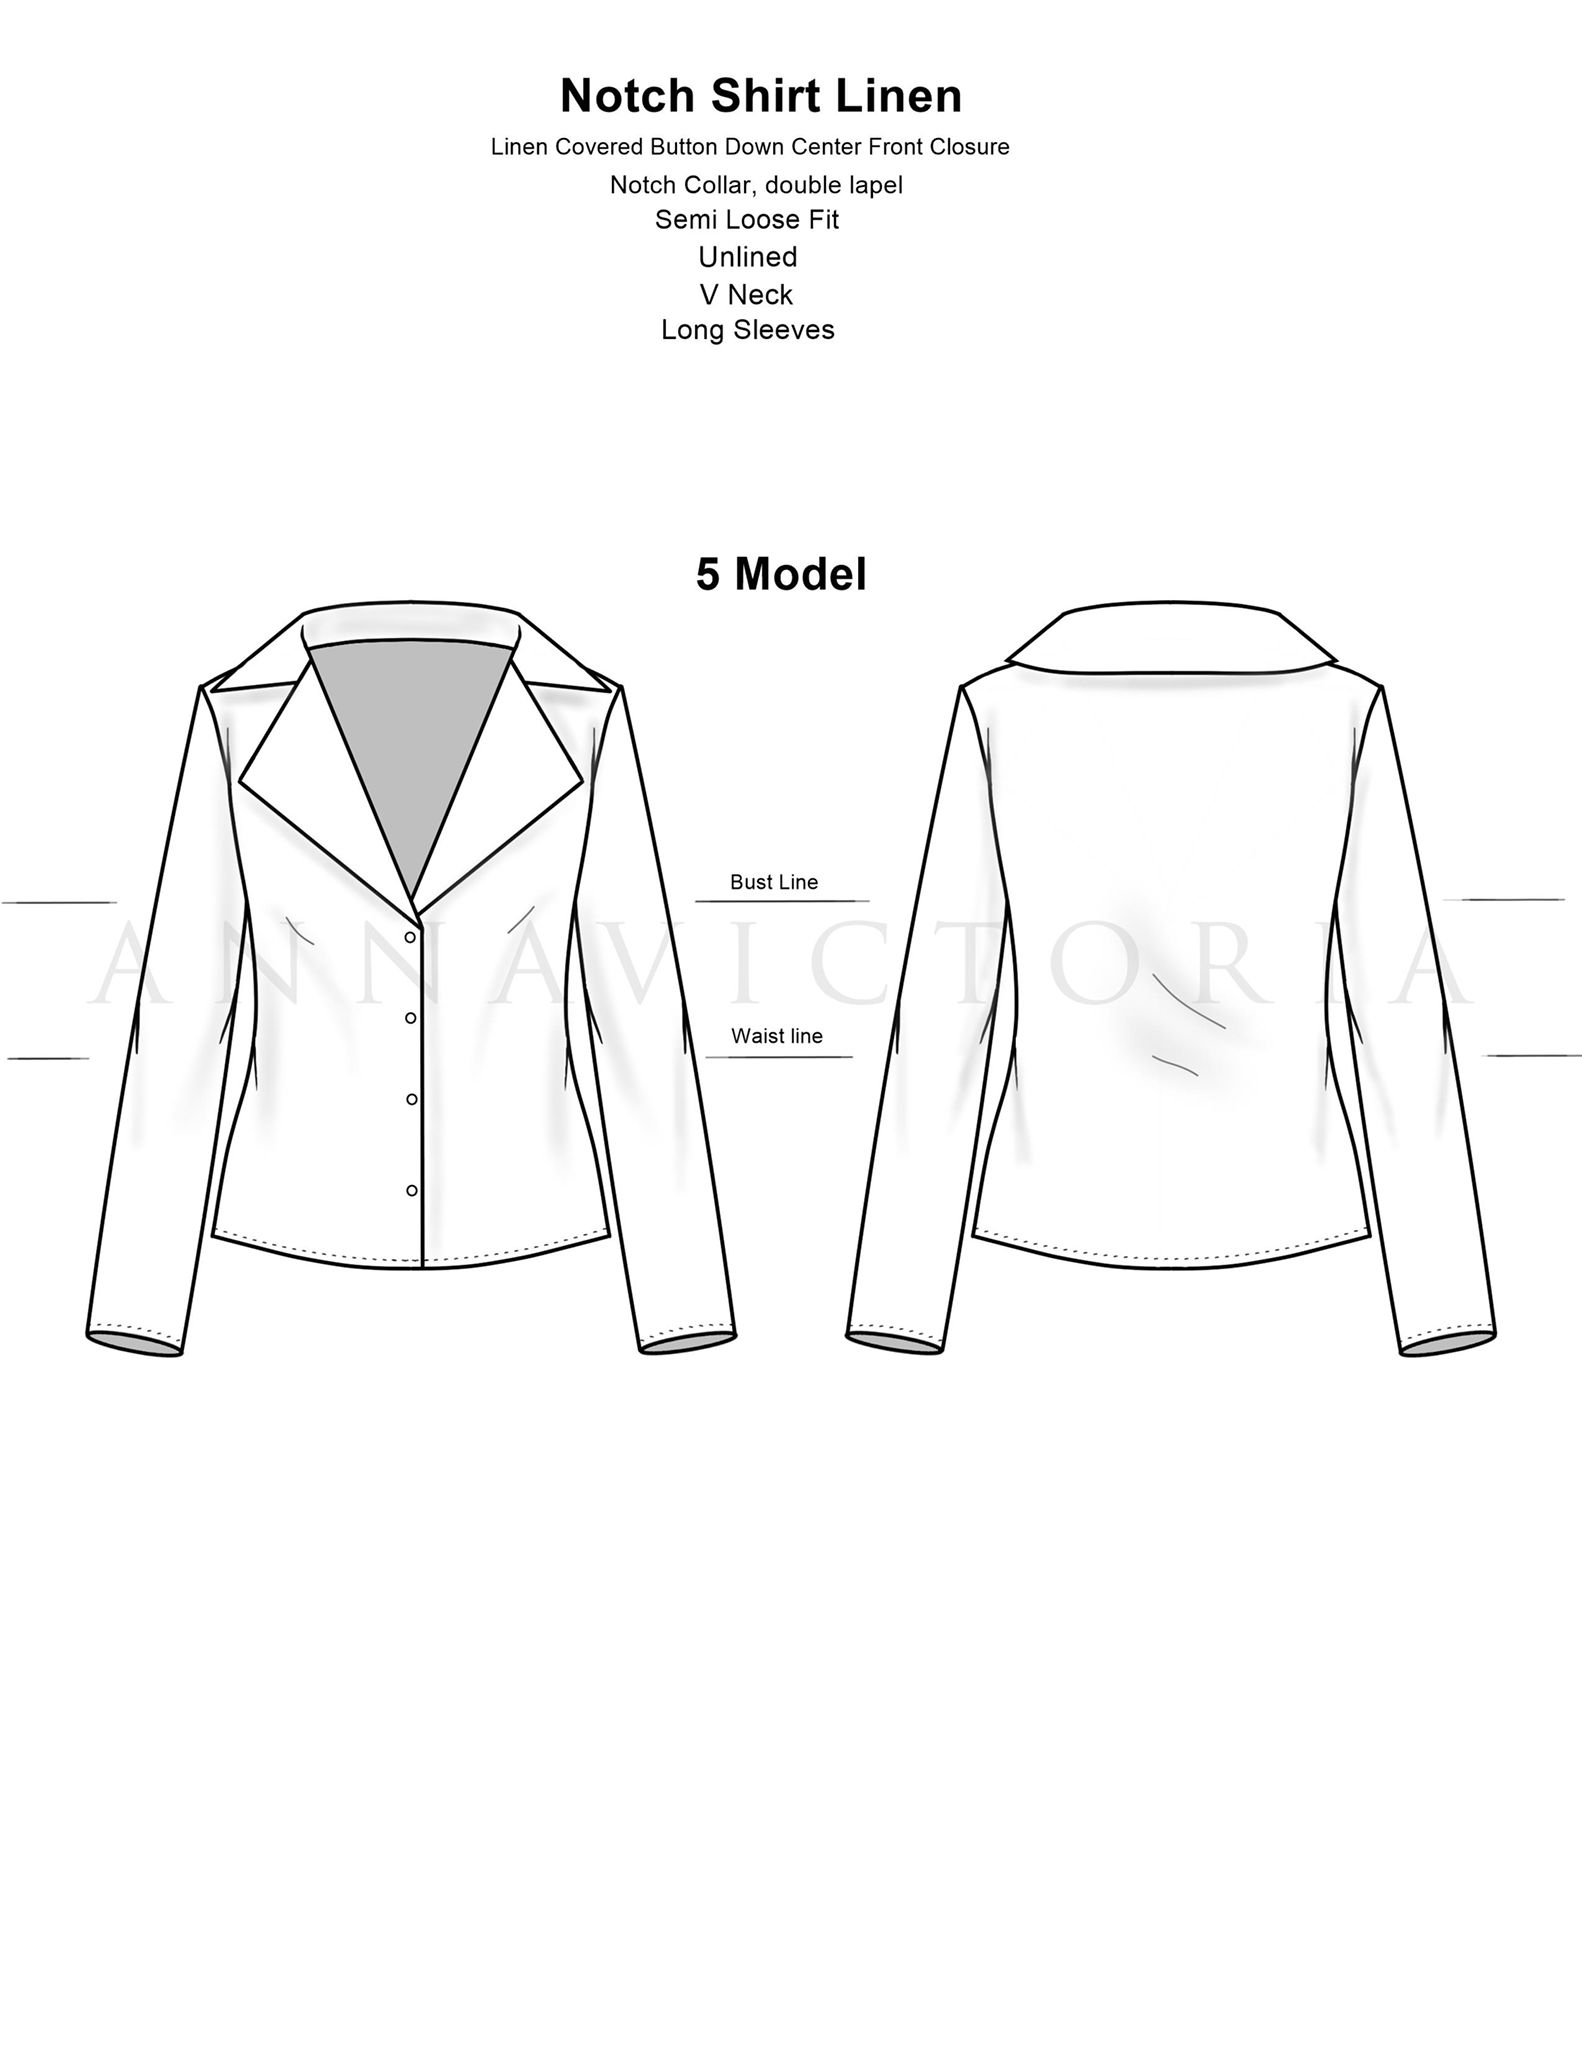 Notch Shirt Linen
Linen Covered Button Down Center Front Closure
Notch Collar, double lapel
Semi Loose Fit
Unlined
V Neck
Long Sleeves
5 Model
Bust Line
ANNAVICTORIA
Waist line